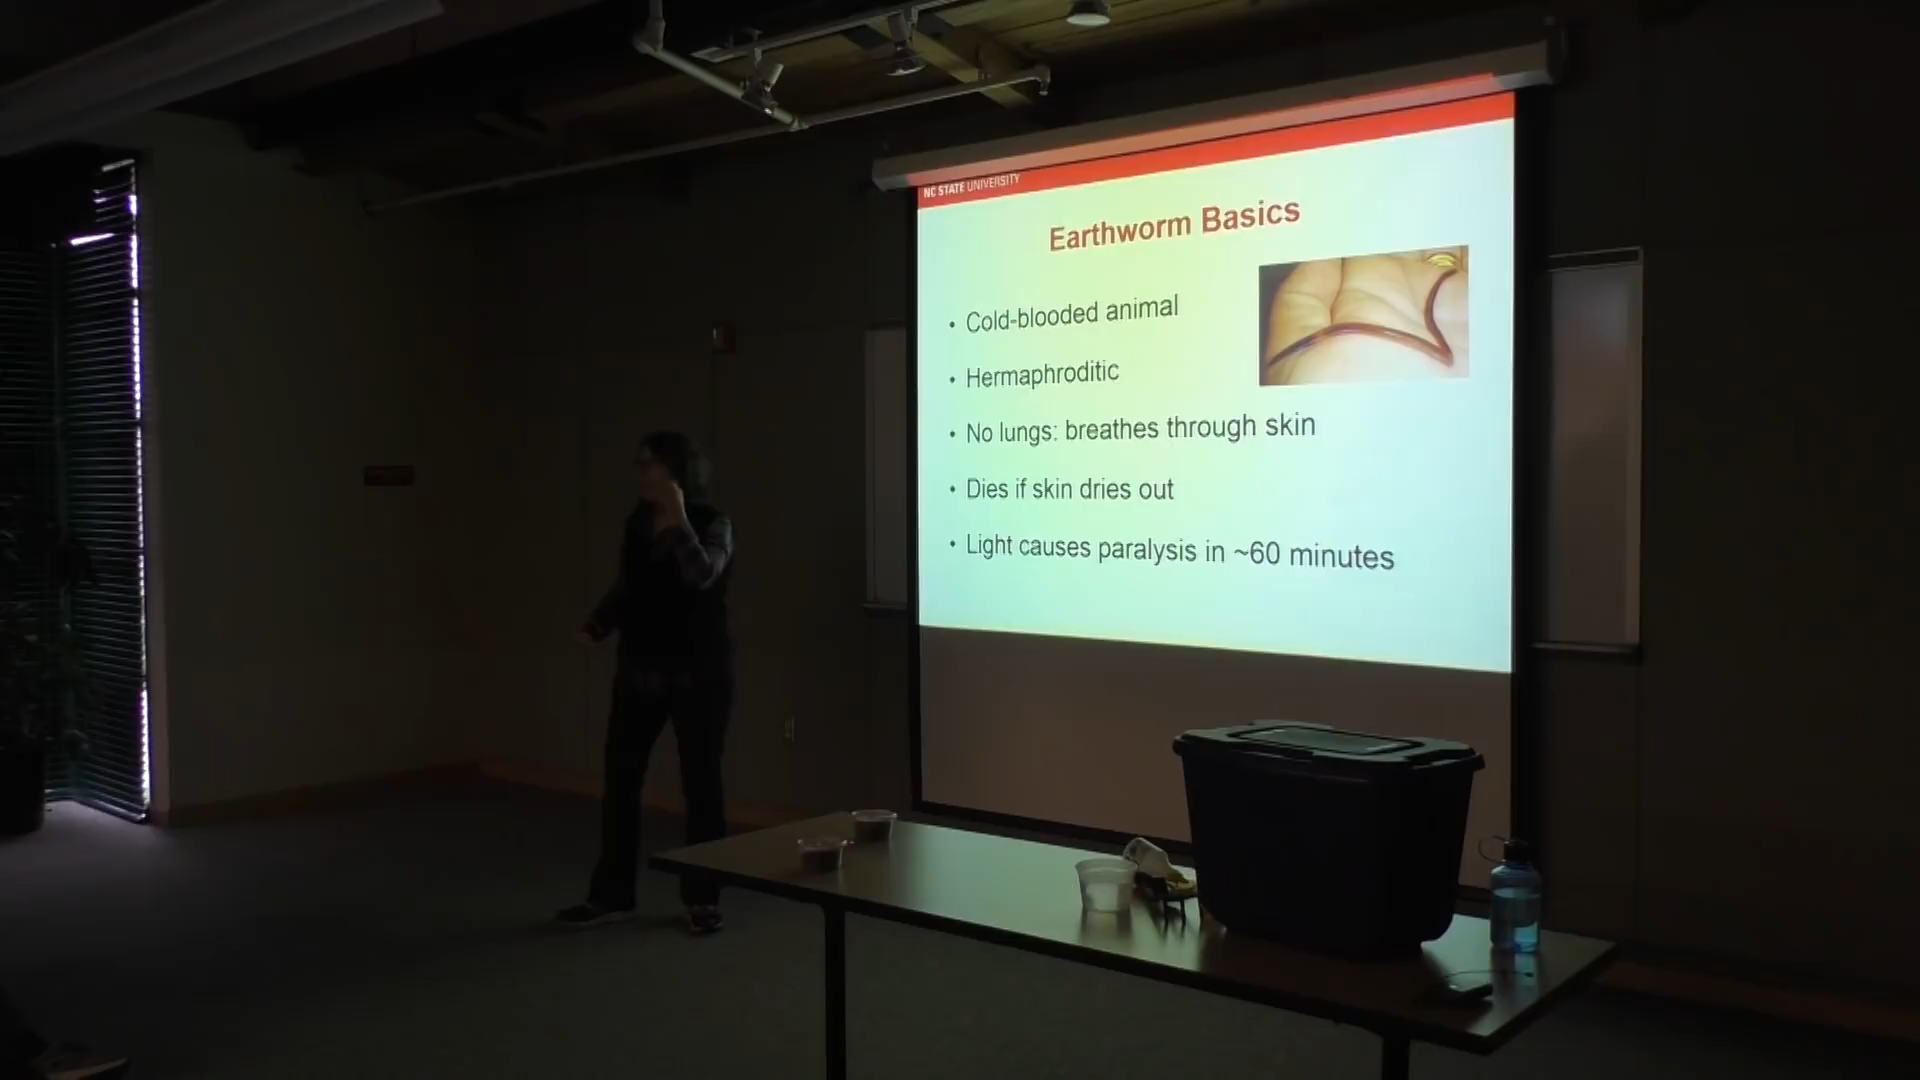 NC STATE UNIVERSITY
Earthworm Basics
• Cold-blooded animal
• Hermaphroditic
• No lungs: breathes through skin
• Dies if skin dries out
• Light causes paralysis in ~60 minutes